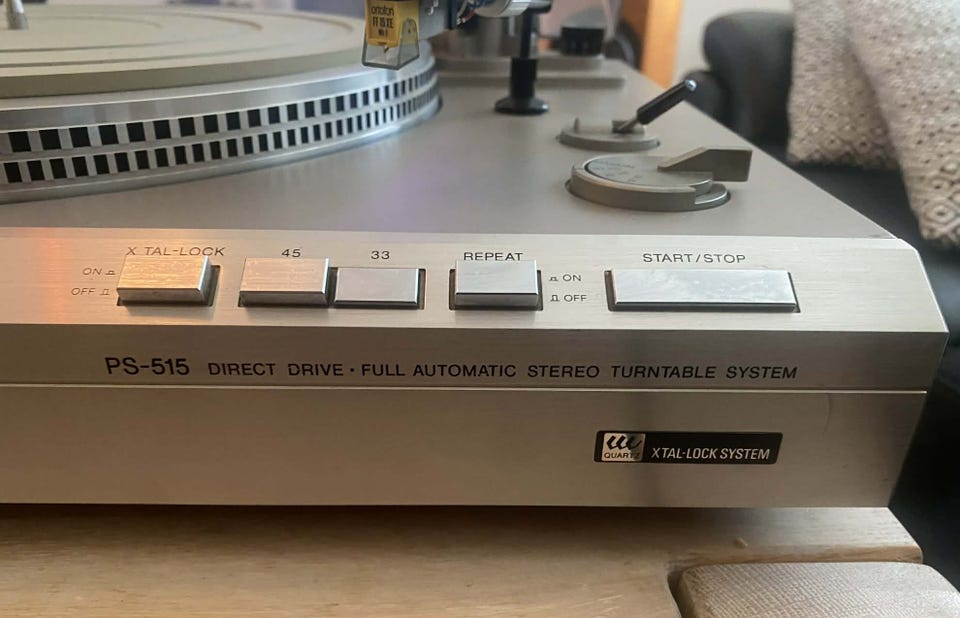 ortofon
X TAL-LOCK
45
33
REPEAT
START/STOP
ON
OFF
ON
OFF
PS-515 DIRECT DRIVE • FULL AUTOMATIC STEREO TURNTABLE SYSTEM
QUARTZ
XTAL-LOCK SYSTEM